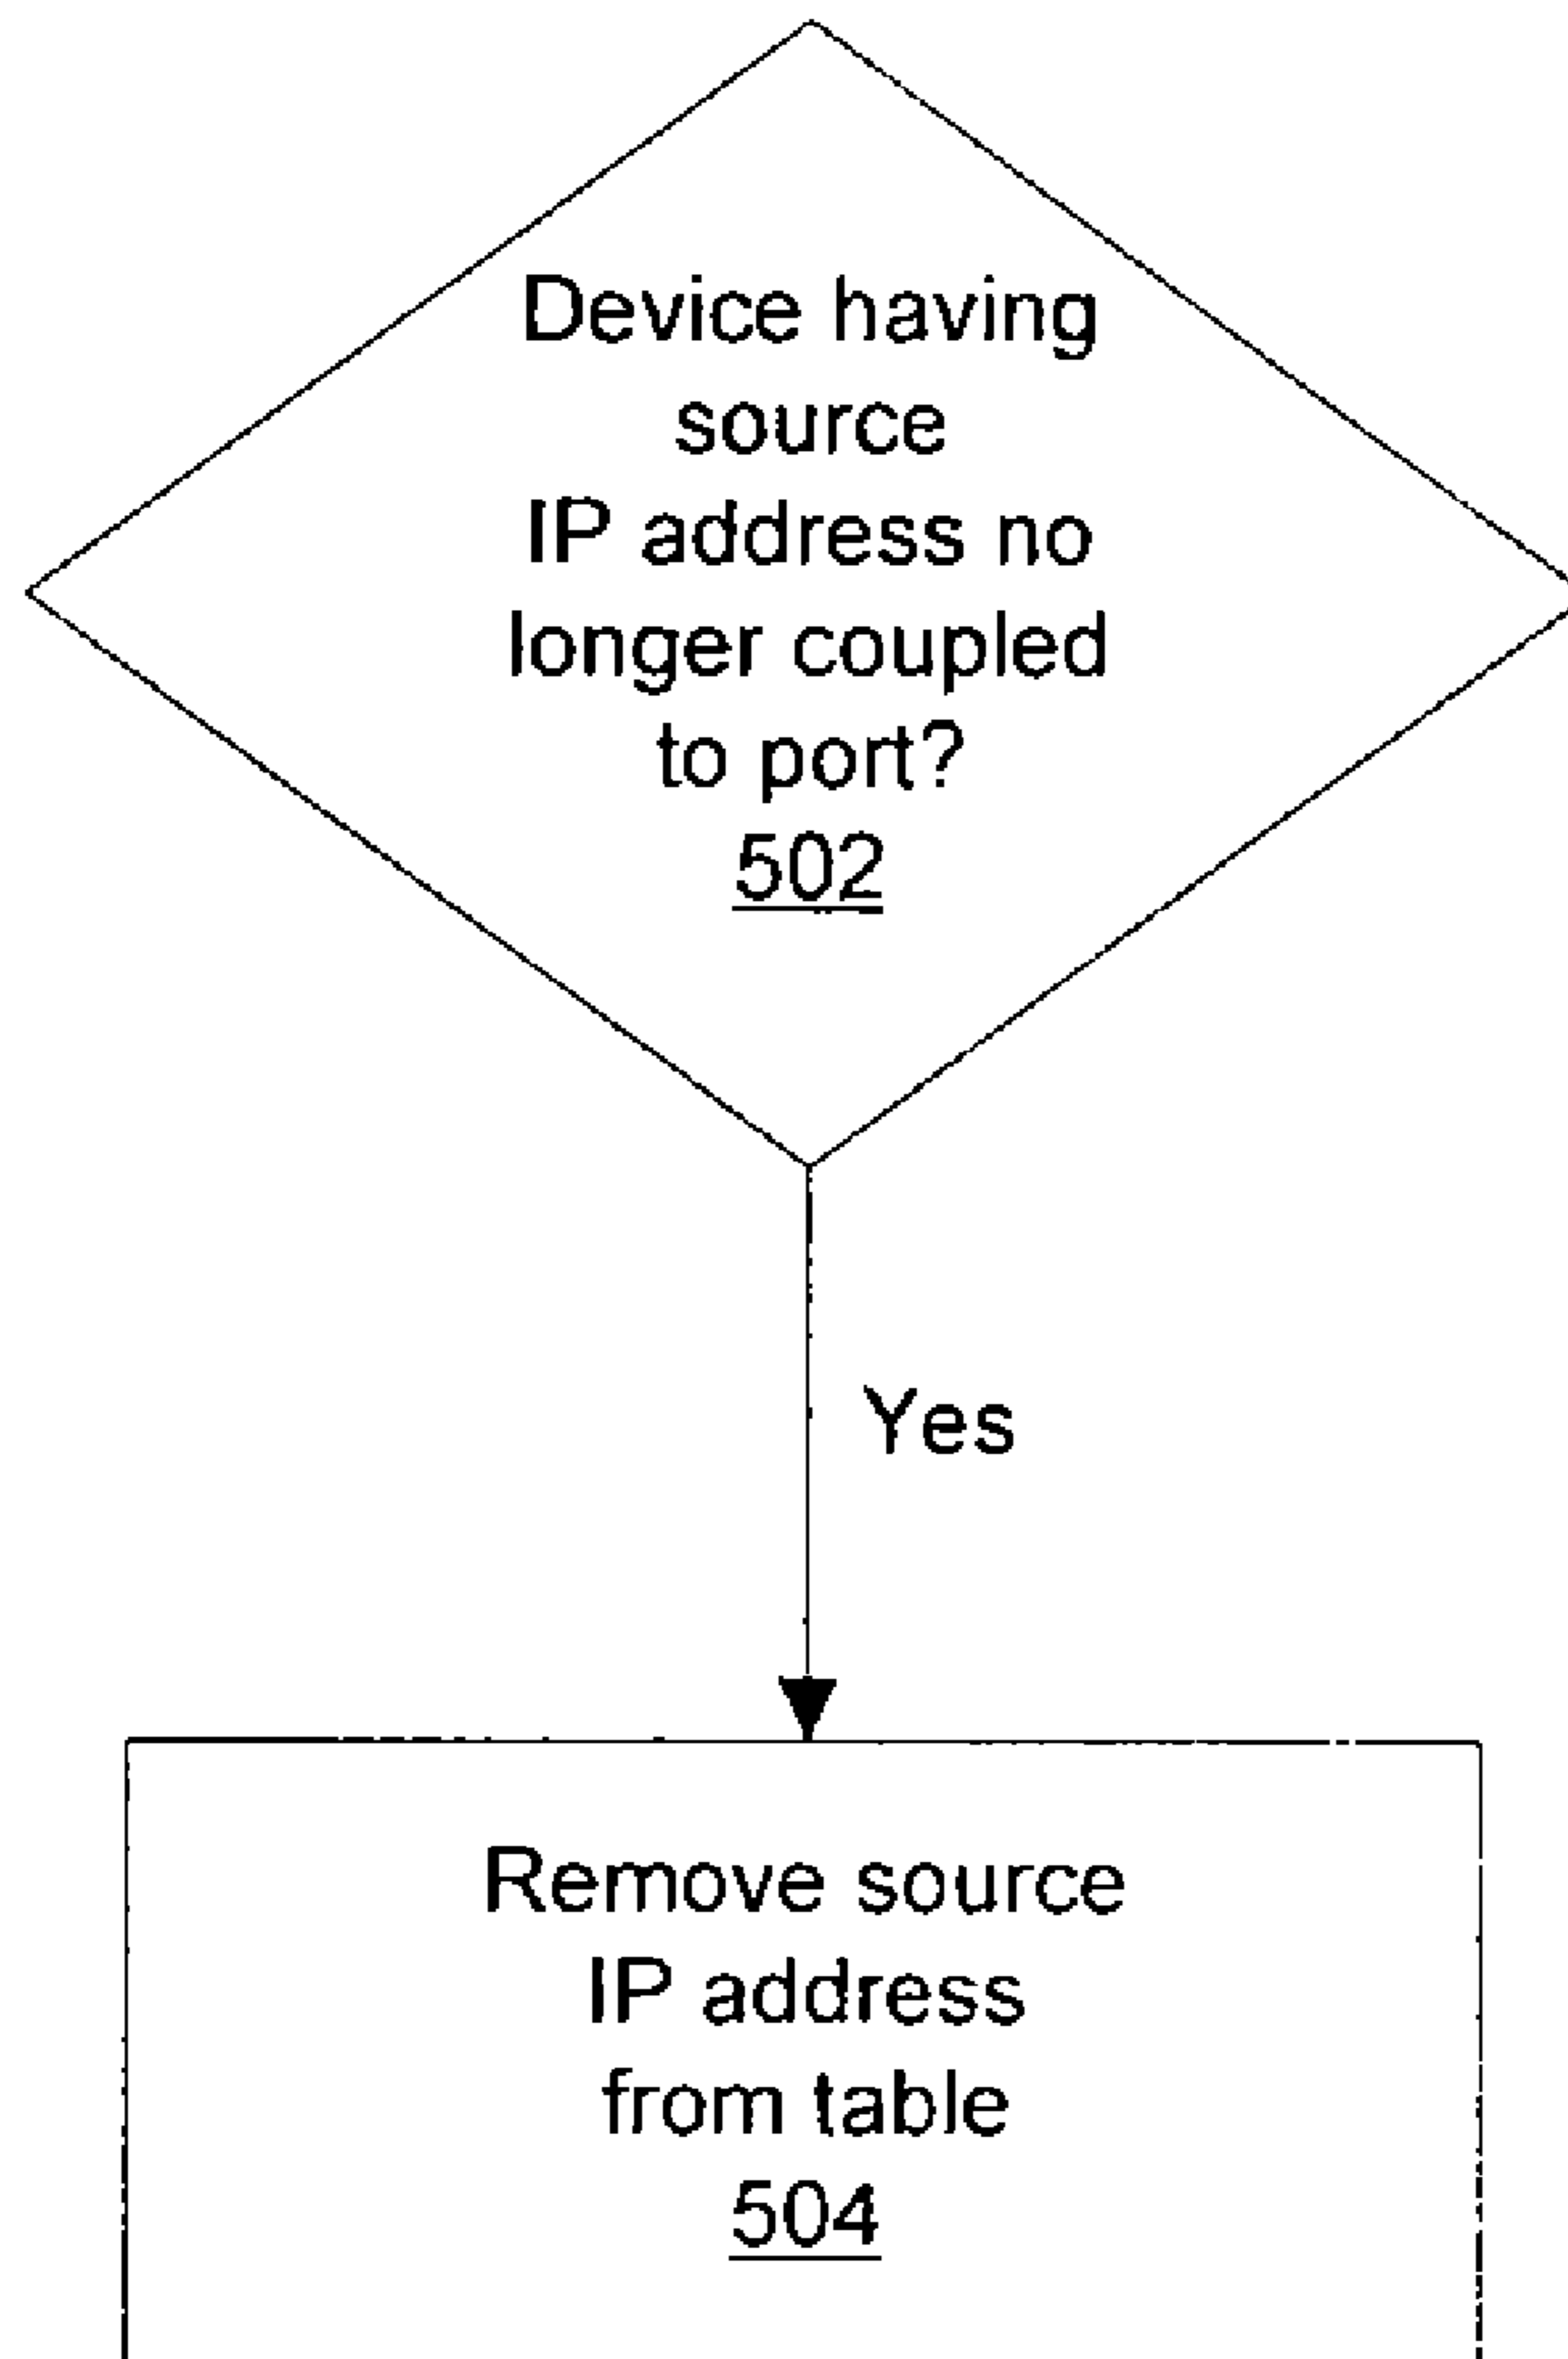 Device having
source
IP address no
longer coupled
to port?
502
Yes
Remove source
IP address
from table
504